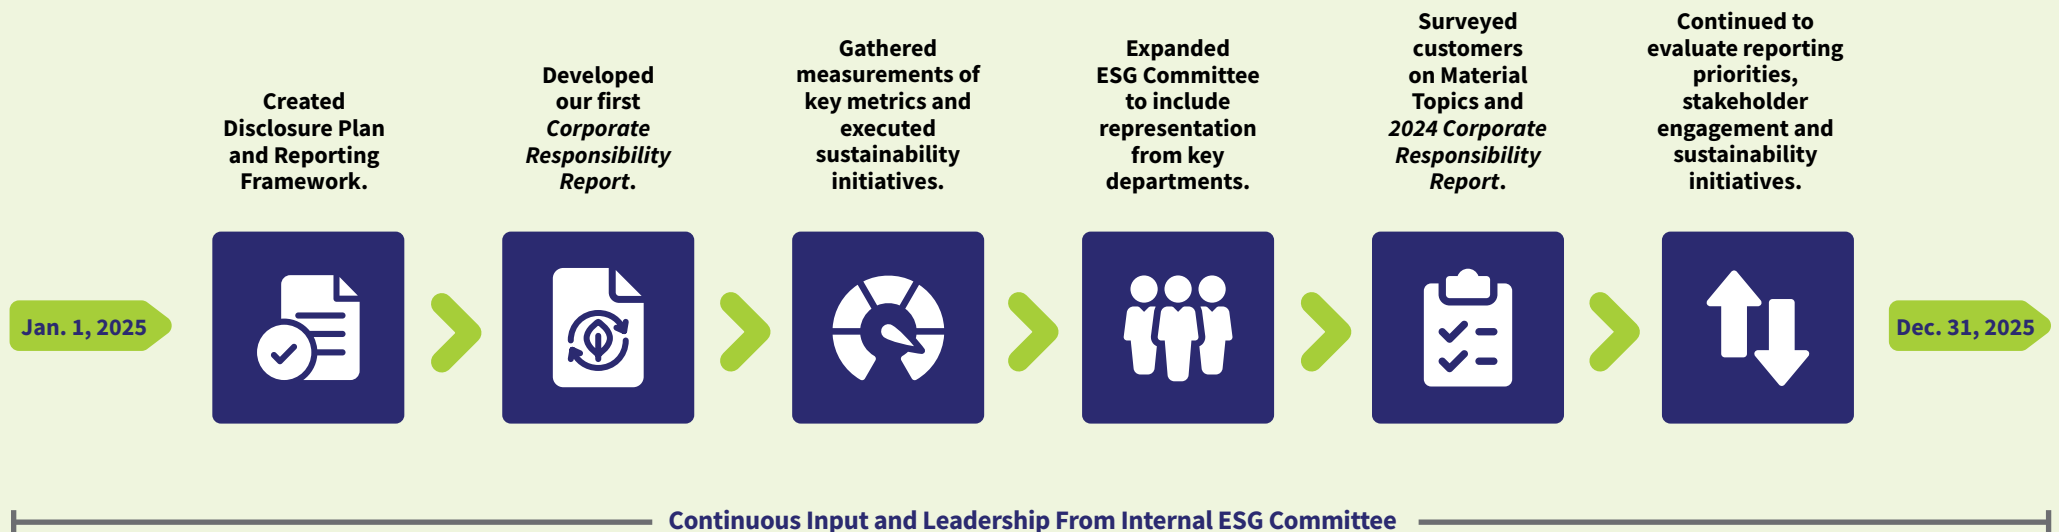 Jan. 1, 2025
Created
Disclosure Plan
and Reporting
Framework.
Developed
our first
Corporate
Responsibility
Report.
Gathered
measurements of
key metrics and
executed
sustainability
initiatives.
Expanded
ESG Committee
to include
representation
from key
departments.
Surveyed
customers
on Material
Topics and
2024 Corporate
Responsibility
Report.
Continued to
evaluate reporting
priorities,
stakeholder
engagement and
sustainability
initiatives.
Dec. 31, 2025
Continuous Input and Leadership From Internal ESG Committee